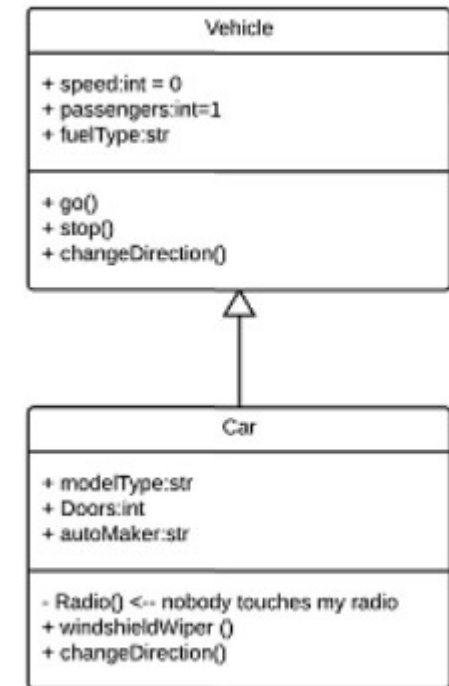 Vehicle
+ speed:int = 0
+ passengers:int=1
+ fuelType:str
+ go()
+ stop()
+ changeDirection()
Car
+ modelType:str
+ Doors:int
+ autoMaker:str
- Radio() <-- nobody touches my radio
+ windshieldWiper ()
+ changeDirection()